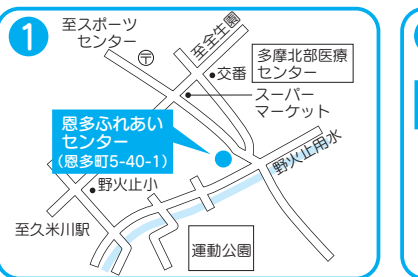 1
至スポーツ
センター
〒
至全生園
交番
多摩北部医療
センター
スーパー
マーケット
恩多ふれあい
センター
(恩多町5-40-1)
野火止用水
野火止小
至久米川駅
運動公園